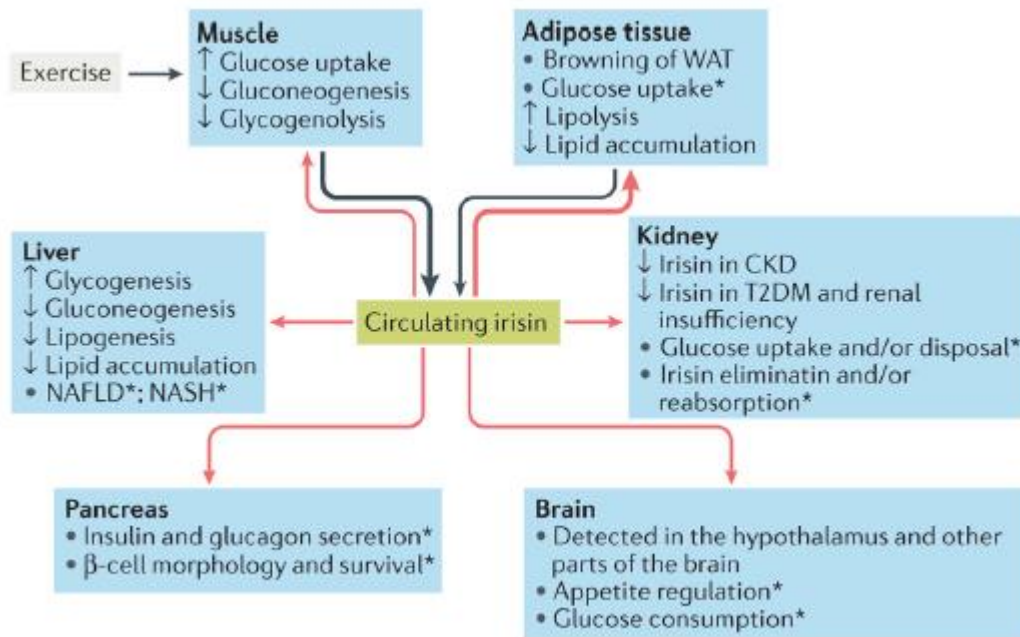 Exercise
Muscle
↑ Glucose uptake
↓ Gluconeogenesis
↓ Glycogenolysis
Adipose tissue
• Browning of WAT
• Glucose uptake*
↑ Lipolysis
↓ Lipid accumulation
Liver
↑ Glycogenesis
↓ Gluconeogenesis
↓ Lipogenesis
↓ Lipid accumulation
• NAFLD*; NASH*
Circulating irisin
Kidney
↓ Irisin in CKD
↓ Irisin in T2DM and renal
insufficiency
• Glucose uptake and/or disposal*
• Irisin eliminatin and/or
reabsorption*
Pancreas
• Insulin and glucagon secretion*
• β-cell morphology and survival*
Brain
• Detected in the hypothalamus and other
parts of the brain
• Appetite regulation*
• Glucose consumption*